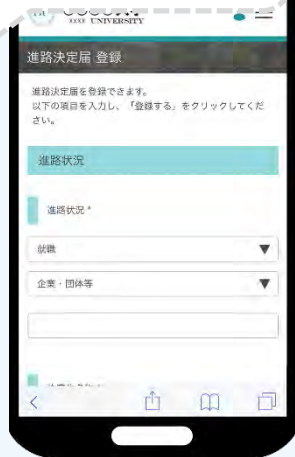 XXXX UNIVERSITY
進路決定届 登録
進路決定届を登録できます。
以下の項目を入力し、「登録する」をクリックしてくだ
さい。
進路状況
進路状況 *
就職
企業・団体等